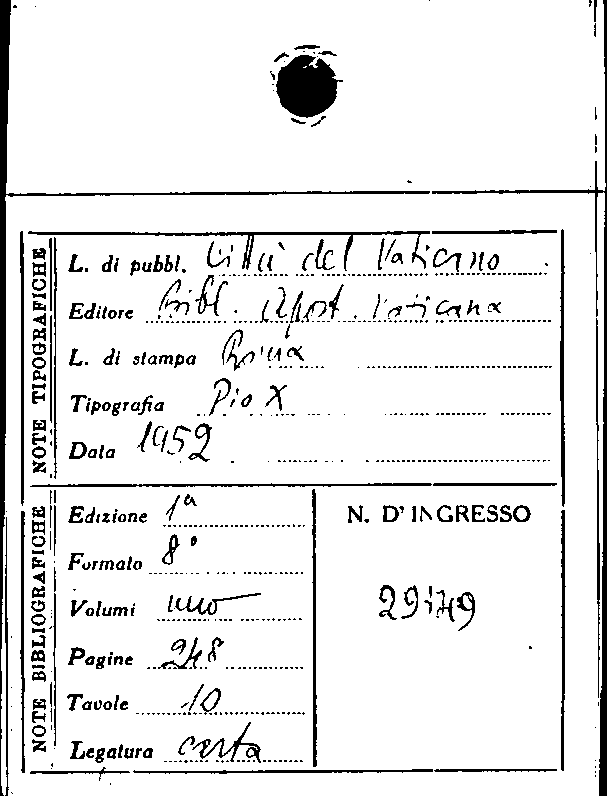 NOTE TIPOGRAFICHE
L. di pubbl. Città del Vaticano
Editore Bibl. Apost. Vaticana
L. di stampa Roma
Tipografia Pio X
Data 1952
NOTE BIBLIOGRAFICHE
Edizione 1ª
Formato 8°
Volumi uno
Pagine 248
Tavole 10
Legatura carta
N. D'INGRESSO